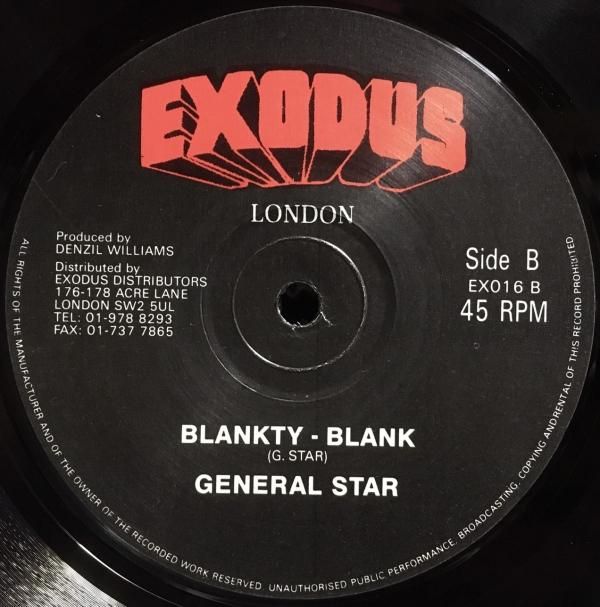 EXODUS
LONDON
Produced by
DENZIL WILLIAMS
Distributed by
EXODUS DISTRIBUTORS
176-178 ACRE LANE
LONDON SW2 5UL
TEL: 01-978 8293
FAX: 01-737 7865
Side B
EX016 B
45 RPM
BLANKTY - BLANK
(G. STAR)
GENERAL STAR
ALL RIGHTS OF THE MANUFACTURER AND OF THE OWNER OF THE RECORDED WORK RESERVED. UNAUTHORISED PUBLIC PERFORMANCE, BROADCASTING, COPYING ANDRENTAL OF THIS RECORD PROHIBITED